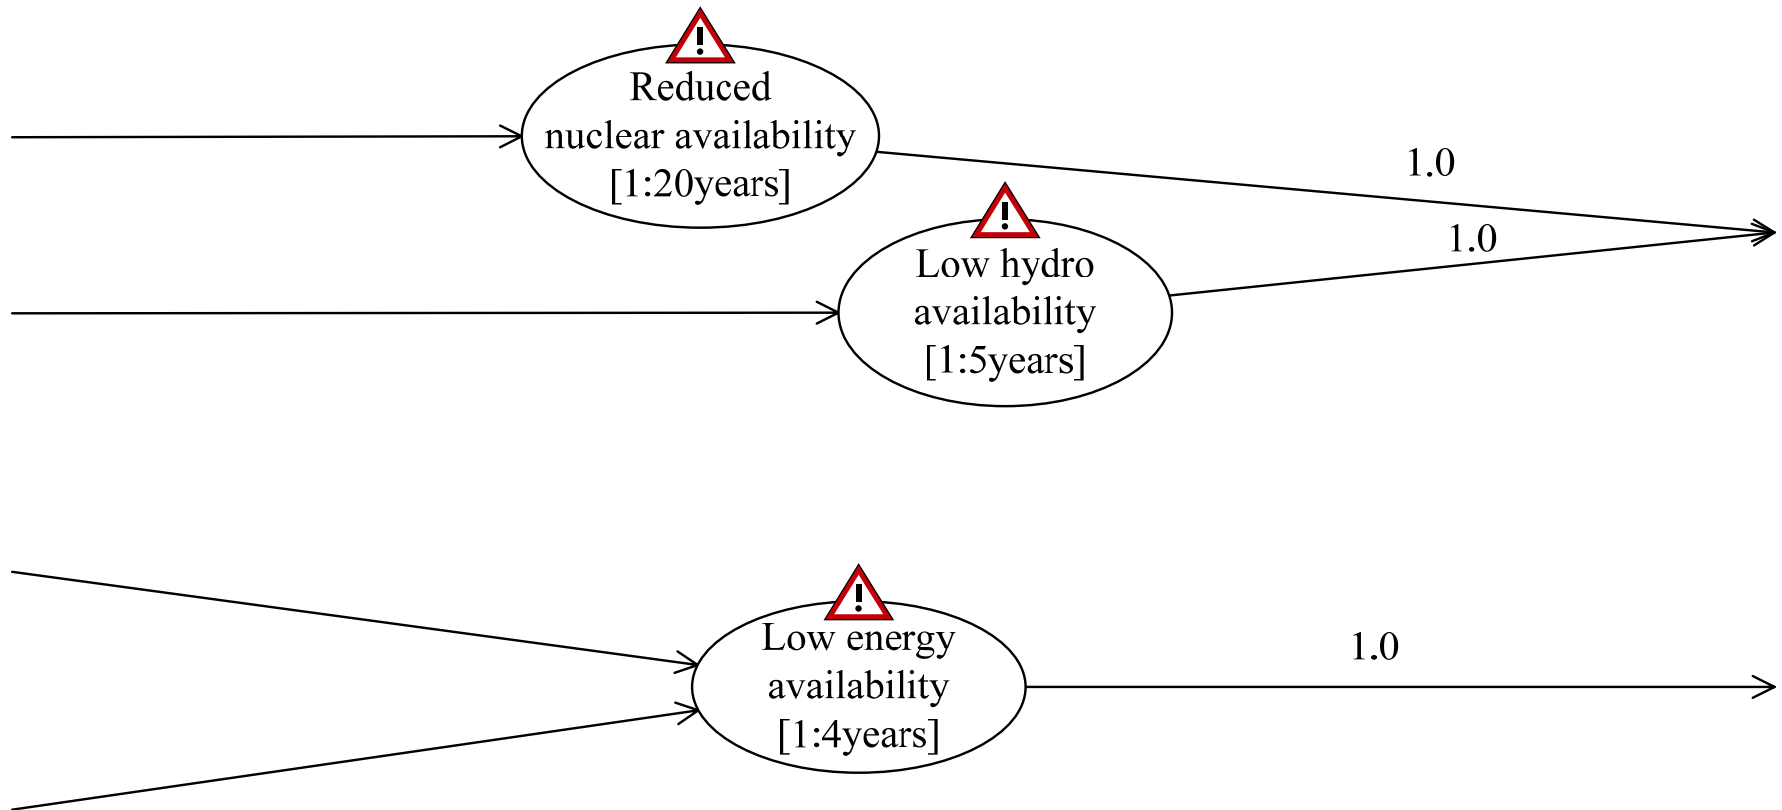 Reduced
nuclear availability
[1:20years]
1.0
Low hydro
availability
[1:5years]
1.0
Low energy
availability
[1:4years]
1.0